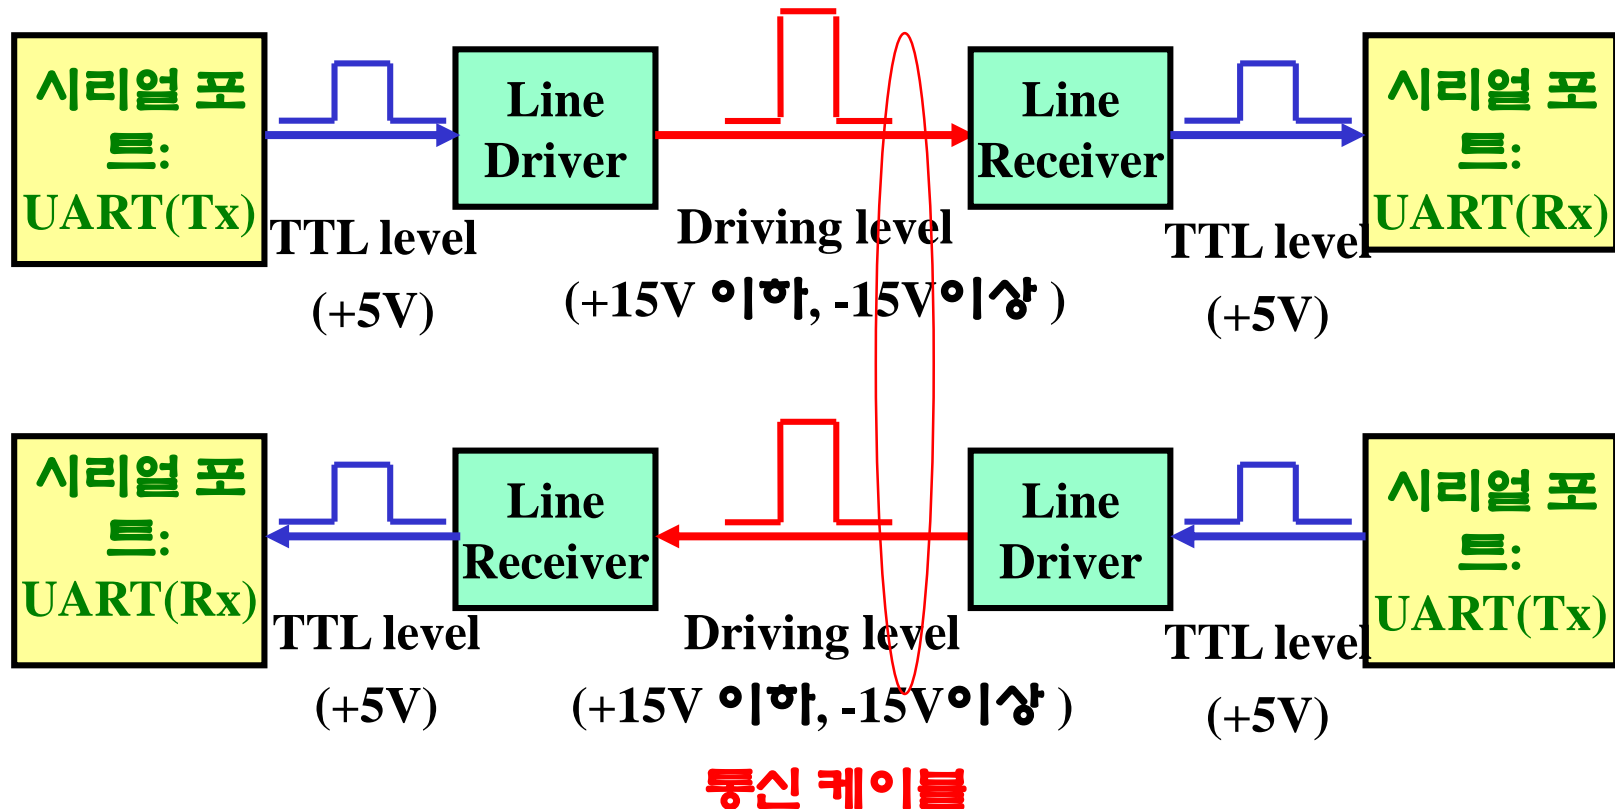 시리얼 포
트:
UART(Tx)
TTL level
(+5V)
Line
Driver
Driving level
(+15V 이하, -15V이상 )
Line
Receiver
TTL level
(+5V)
시리얼 포
트:
UART(Rx)
시리얼 포
트:
UART(Rx)
TTL level
(+5V)
Line
Receiver
Driving level
(+15V 이하, -15V이상 )
Line
Driver
TTL level
(+5V)
시리얼 포
트:
UART(Tx)
통신 케이블